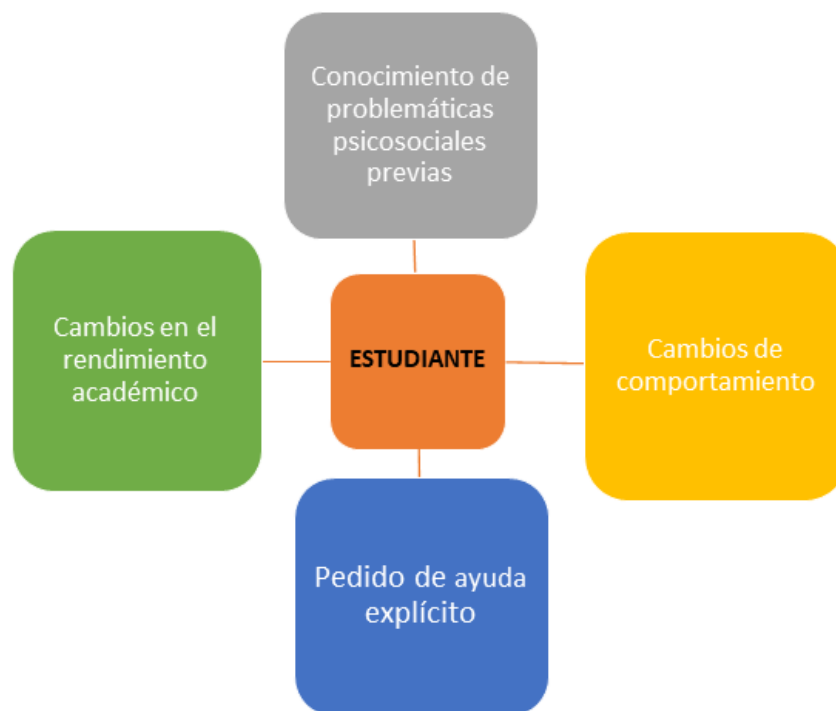 Conocimiento de
problemáticas
psicosociales
previas
Cambios en el
rendimiento
académico
ESTUDIANTE
Cambios de
comportamiento
Pedido de ayuda
explícito